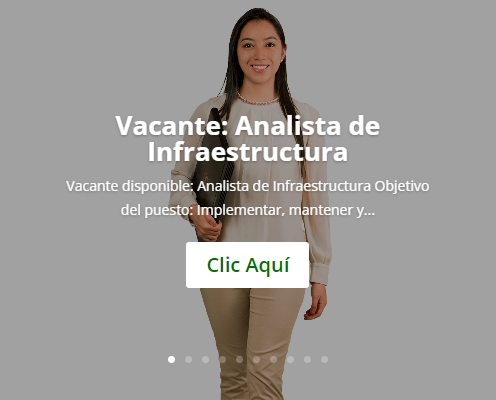 Vacante: Analista de
Infraestructura
Vacante disponible: Analista de Infraestructura Objetivo
del puesto: Implementar, mantener y...
Clic Aquí